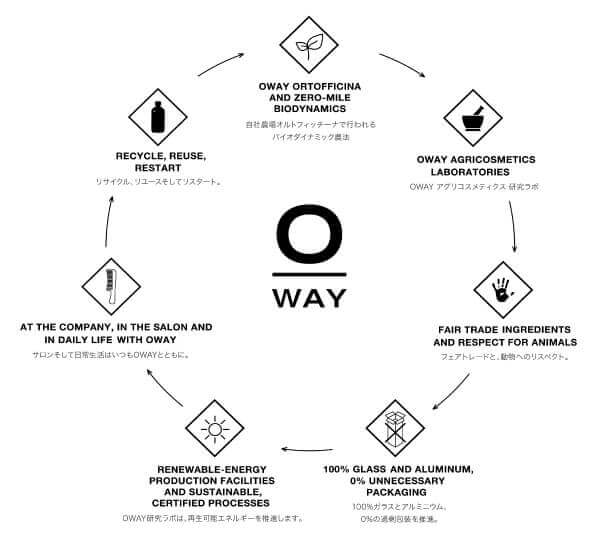 OWAY ORTOFFICINA
AND ZERO-MILE
BIODYNAMICS
自社農場オルトフィッチーナで行われる
バイオダイナミック農法
OWAY AGRICOSMETICS
LABORATORIES
OWAY アグリコスメティクス 研究ラボ
FAIR TRADE INGREDIENTS
AND RESPECT FOR ANIMALS
フェアトレードと、動物へのリスペクト。
100% GLASS AND ALUMINUM,
0% UNNECESSARY
PACKAGING
100%ガラスとアルミニウム、
0%の過剰包装を推進。
RENEWABLE-ENERGY
PRODUCTION FACILITIES
AND SUSTAINABLE,
CERTIFIED PROCESSES
OWAY研究ラボは、再生可能エネルギーを推進します。
AT THE COMPANY, IN THE SALON AND
IN DAILY LIFE WITH OWAY
サロンそして日常生活はいつもOWAYとともに。
RECYCLE, REUSE,
RESTART
リサイクル、リユースそしてリスタート。
O
WAY